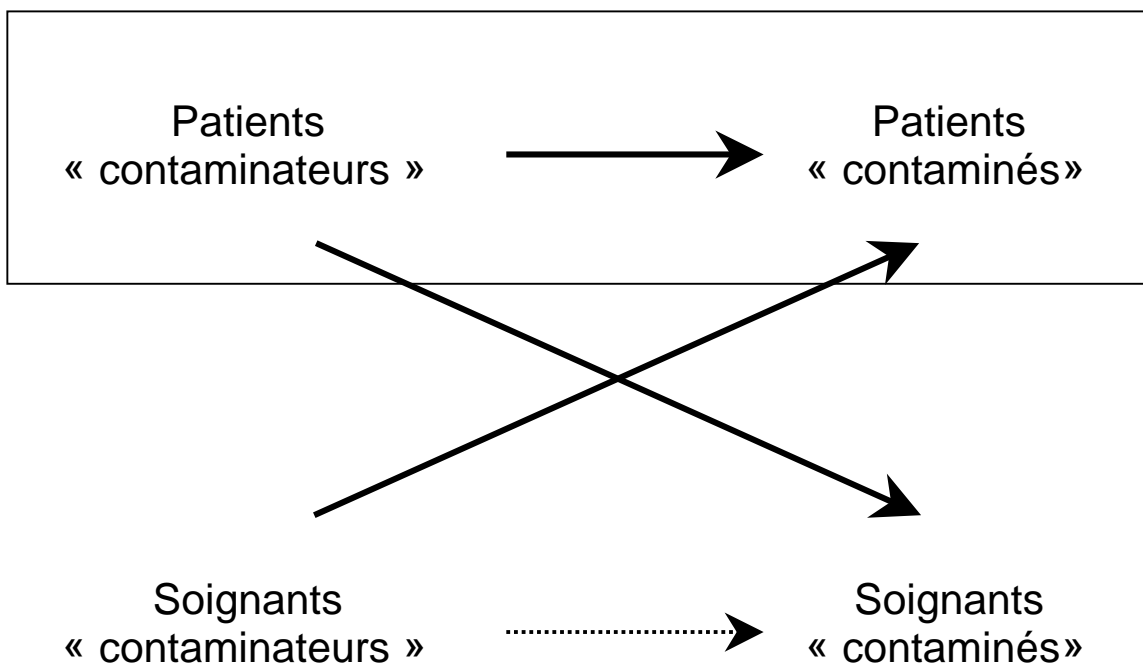 Patients
« contaminateurs »
Patients
« contaminés»
Soignants
« contaminateurs »
Soignants
« contaminés»